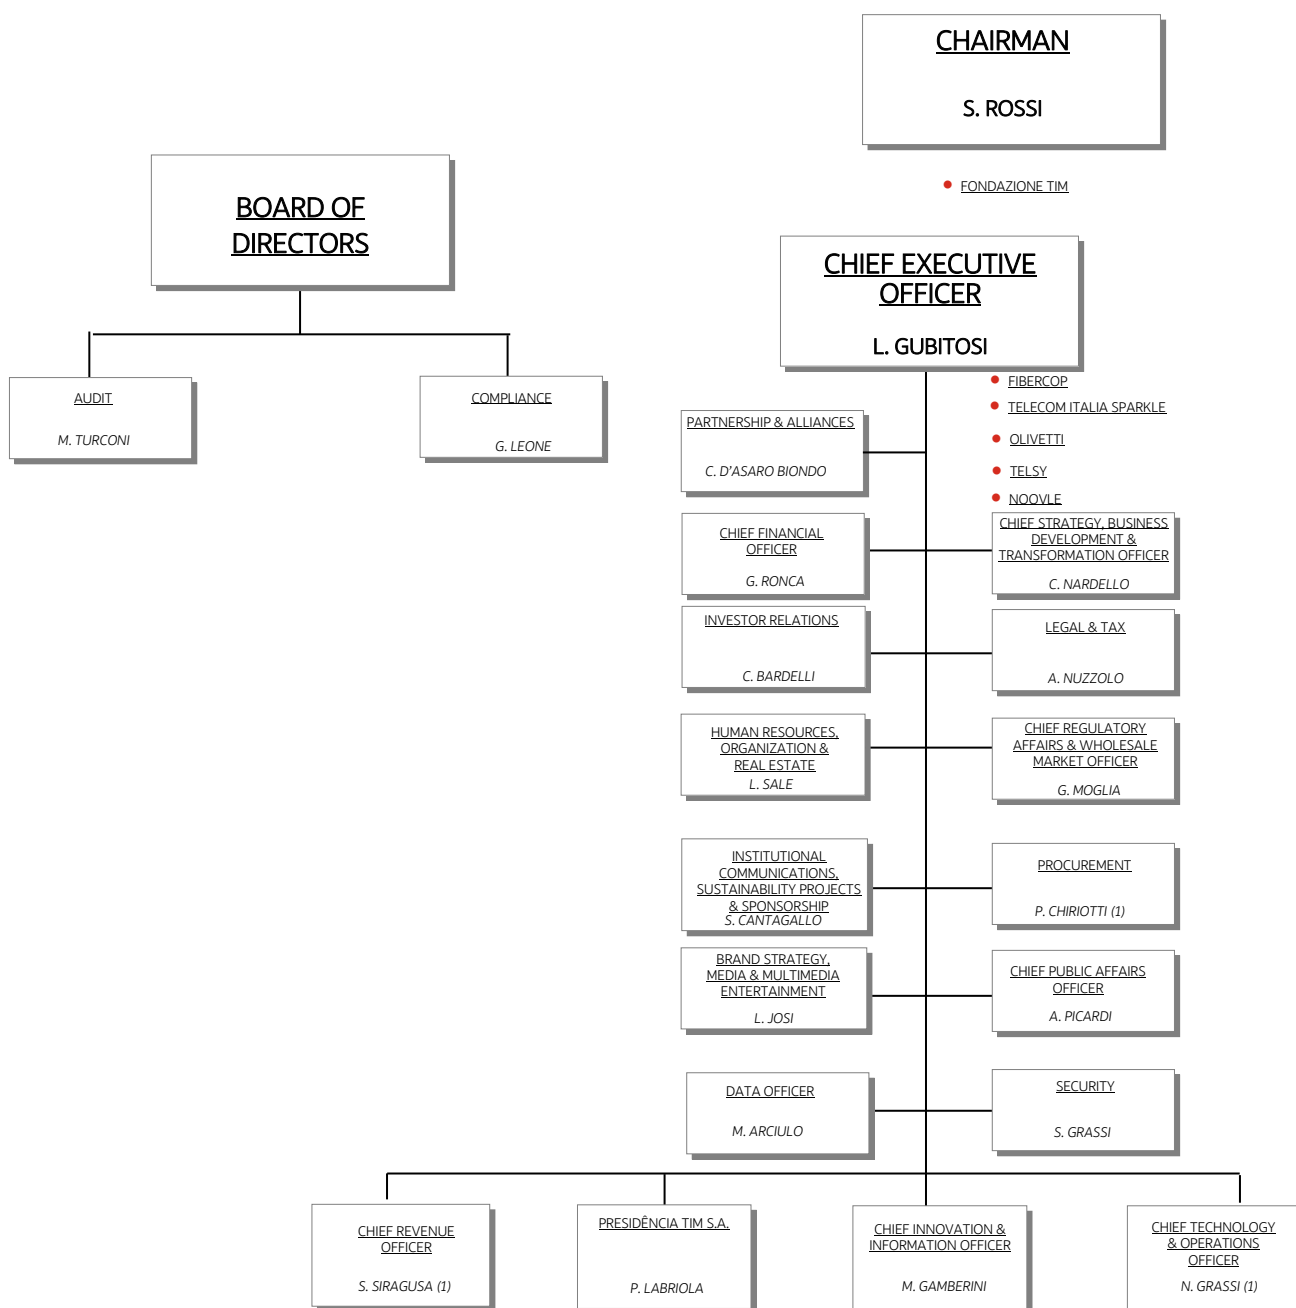 CHAIRMAN
S. ROSSI
FONDAZIONE TIM
BOARD OF
DIRECTORS
AUDIT
M. TURCONI
COMPLIANCE
G. LEONE
CHIEF EXECUTIVE
OFFICER
L. GUBITOSI
FIBERCOP
TELECOM ITALIA SPARKLE
OLIVETTI
TELSY
NOOVLE
PARTNERSHIP & ALLIANCES
C. D'ASARO BIONDO
CHIEF FINANCIAL
OFFICER
G. RONCA
CHIEF STRATEGY, BUSINESS
DEVELOPMENT &
TRANSFORMATION OFFICER
C. NARDELLO
INVESTOR RELATIONS
C. BARDELLI
LEGAL & TAX
A. NUZZOLO
HUMAN RESOURCES,
ORGANIZATION &
REAL ESTATE
L. SALE
CHIEF REGULATORY
AFFAIRS & WHOLESALE
MARKET OFFICER
G. MOGLIA
INSTITUTIONAL
COMMUNICATIONS,
SUSTAINABILITY PROJECTS
& SPONSORSHIP
S. CANTAGALLO
PROCUREMENT
P. CHIRIOTTI (1)
BRAND STRATEGY,
MEDIA & MULTIMEDIA
ENTERTAINMENT
L. JOSI
CHIEF PUBLIC AFFAIRS
OFFICER
A. PICARDI
DATA OFFICER
M. ARCIULO
SECURITY
S. GRASSI
CHIEF REVENUE
OFFICER
S. SIRAGUSA (1)
PRESIDÊNCIA TIM S.A.
P. LABRIOLA
CHIEF INNOVATION &
INFORMATION OFFICER
M. GAMBERINI
CHIEF TECHNOLOGY
& OPERATIONS
OFFICER
N. GRASSI (1)